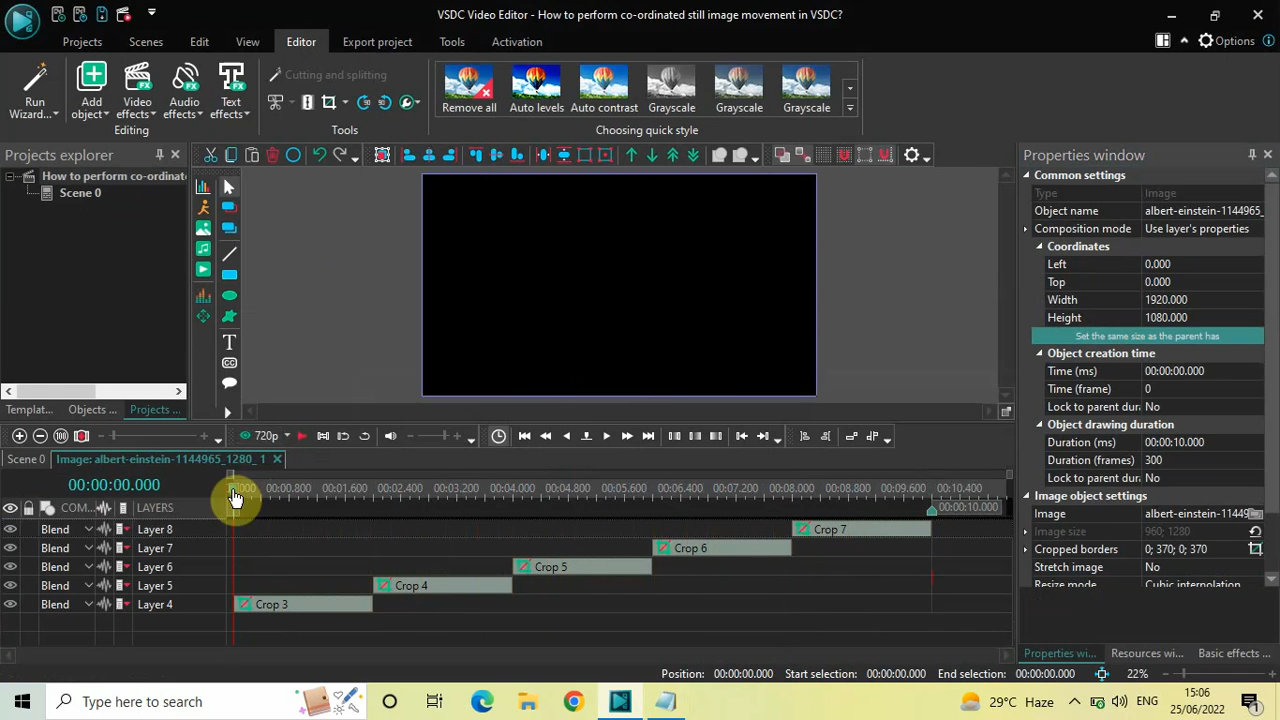 VSDC Video Editor - How to perform co-ordinated still image movement in VSDC?
Projects Scenes Edit View Editor Export project Tools Activation Options
Run Wizard... Add object Video effects Audio effects Text effects
Cutting and splitting
Remove all Auto levels Auto contrast Grayscale Grayscale Grayscale
Editing Tools Choosing quick style
Projects explorer
How to perform co-ordinat
Scene 0
Properties window
Common settings
Type Image
Object name albert-einstein-1144965_
Composition mode Use layer's properties
Coordinates
Left 0.000
Top 0.000
Width 1920.000
Height 1080.000
Set the same size as the parent has
Object creation time
Time (ms) 00:00:00.000
Time (frame) 0
Lock to parent dura No
Object drawing duration
Duration (ms) 00:00:10.000
Duration (frames) 300
Lock to parent dura No
Image object settings
Image albert-einstein-1144965_
Image size 960; 1280
Cropped borders 0; 370; 0; 370
Stretch image No
Resize mode Cubic interpolation
Templat... Objects ... Projects ...
720p
Scene 0 Image: albert-einstein-1144965_1280_ 1
00:00:00.000
00:00.800 00:01.600 00:02.400 00:03.200 00:04.000 00:04.800 00:05.600 00:06.400 00:07.200 00:08.000 00:08.800 00:09.600 00:10.400
COM... LAYERS 00:00:10.000
Blend Layer 8 Crop 7
Blend Layer 7 Crop 6
Blend Layer 6 Crop 5
Blend Layer 5 Crop 4
Blend Layer 4 Crop 3
Properties wi... Resources wi... Basic effects ...
Position: 00:00:00.000 Start selection: 00:00:00.000 End selection: 00:00:00.000 22%
Type here to search
29°C Haze ENG 15:06
25/06/2022